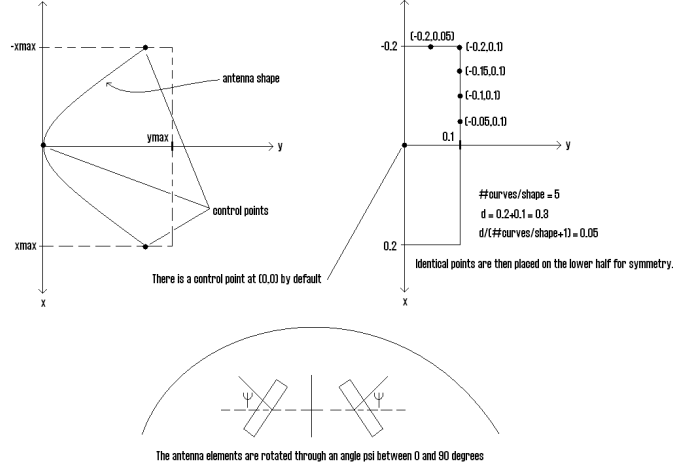 -xmax
antenna shape
ymax
y
control points
xmax
x
There is a control point at (0,0) by default
(-0.2,0.05)
-0.2
(-0.2,0.1)
(-0.15,0.1)
(-0.1,0.1)
(-0.05,0.1)
0.1
y
#curves/shape = 5
d = 0.2+0.1 = 0.3
d/(#curves/shape+1) = 0.05
0.2
Identical points are then placed on the lower half for symmetry.
x
Ψ
Ψ
The antenna elements are rotated through an angle psi between 0 and 90 degrees